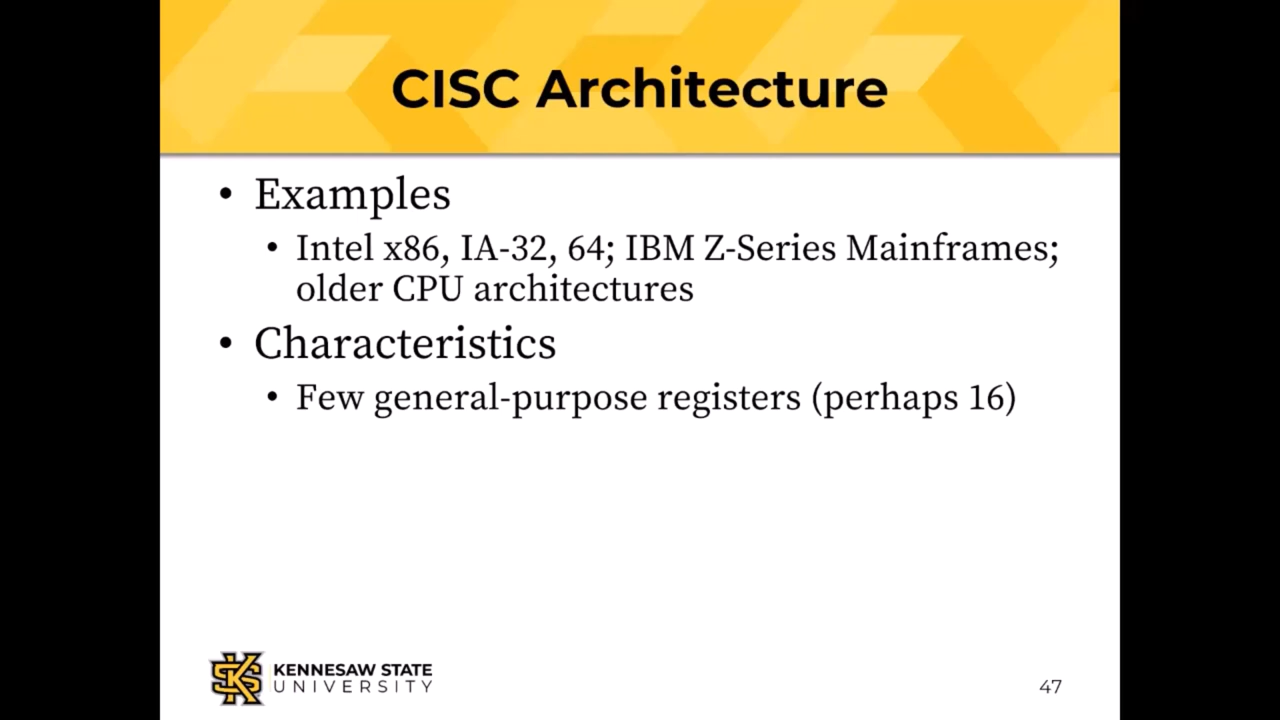 CISC Architecture
• Examples
• Intel x86, IA-32, 64; IBM Z-Series Mainframes;
older CPU architectures
• Characteristics
• Few general-purpose registers (perhaps 16)
KS
KENNESAW STATE
UNIVERSITY
47